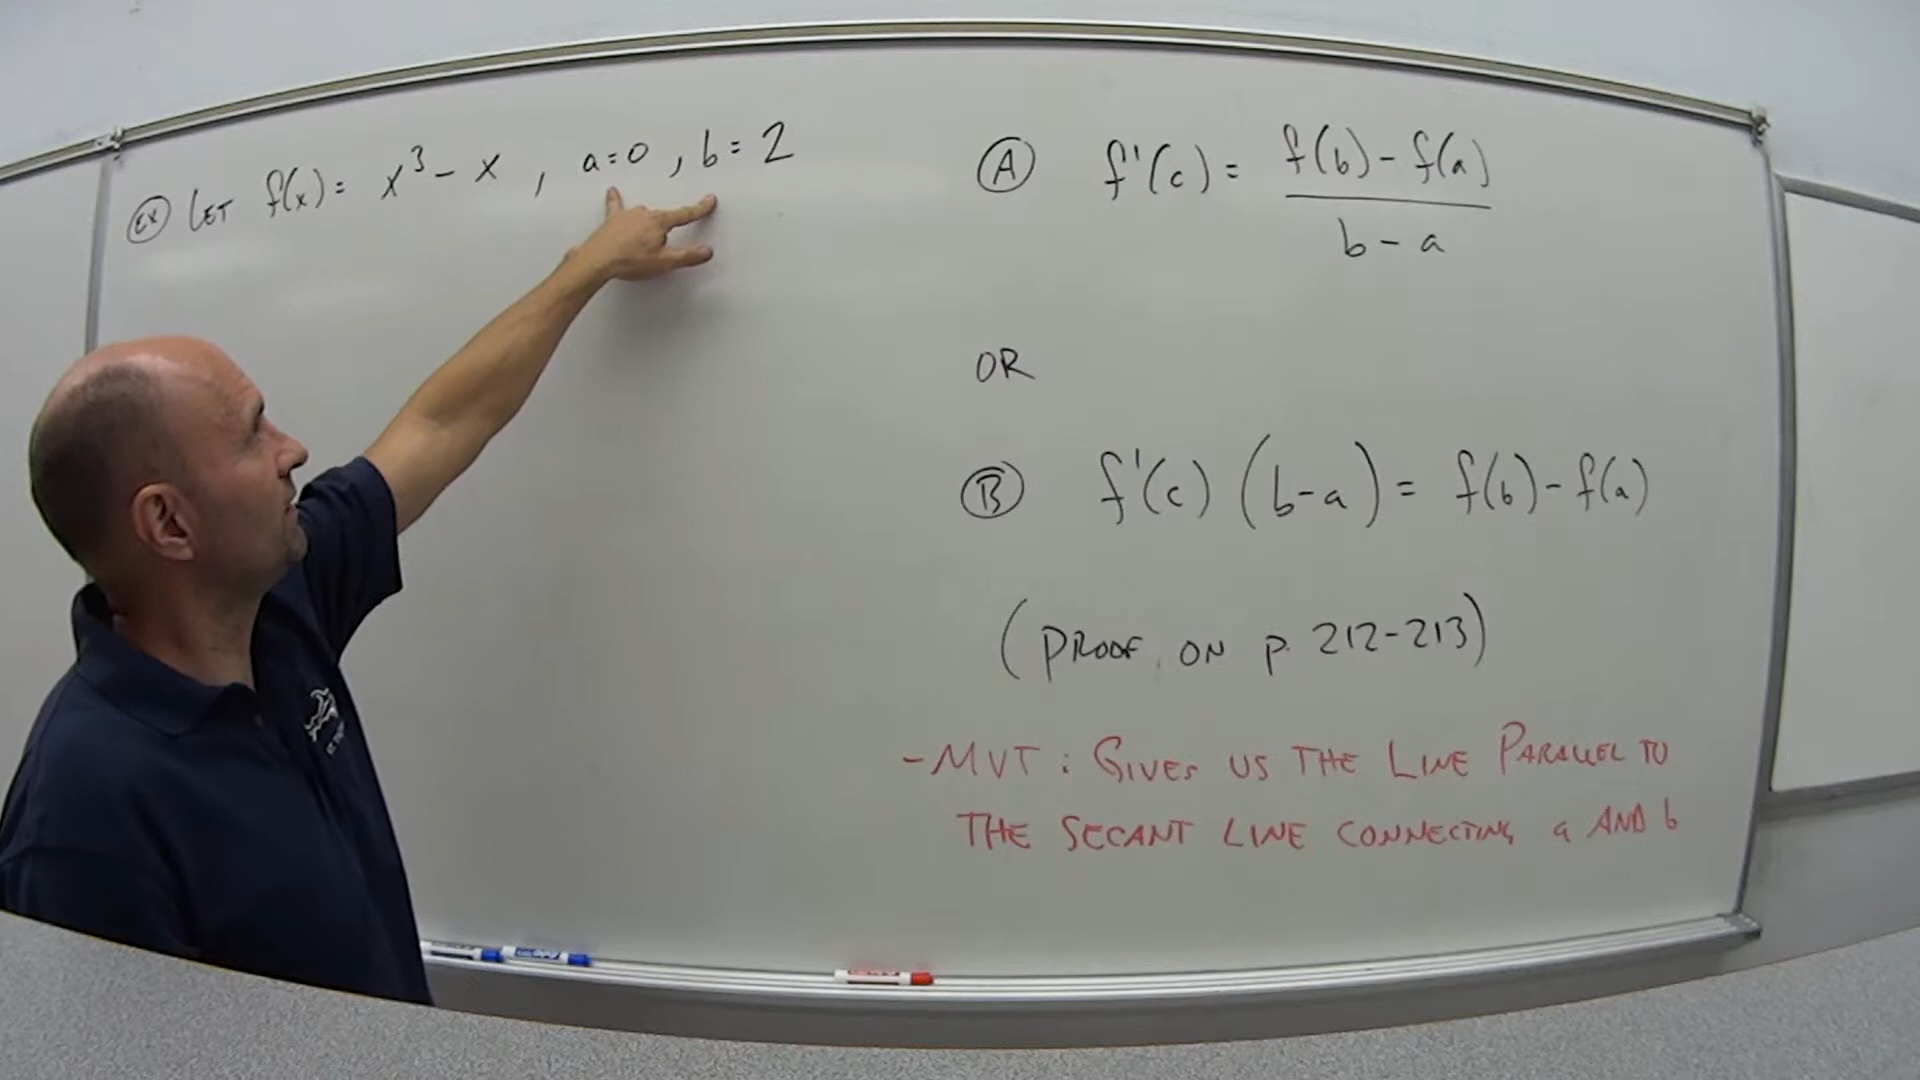 Ex LET f(x) = x³ - x , a=0 , b=2
A f'(c) = f(b) - f(a)
b - a
OR
B f'(c) (b-a) = f(b) - f(a)
(PROOF ON P. 212-213)
- MVT : GIVES US THE LINE PARALLEL TO
THE SECANT LINE CONNECTING a AND b